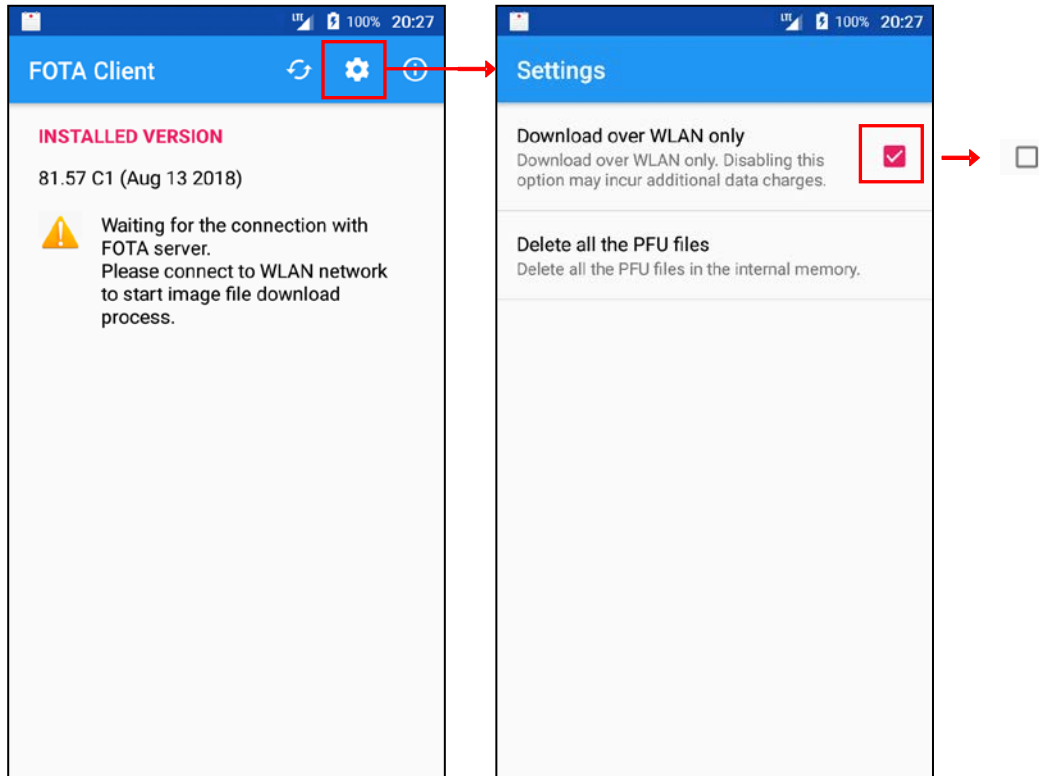 LTE 100% 20:27
FOTA Client
INSTALLED VERSION
81.57 C1 (Aug 13 2018)
Waiting for the connection with
FOTA server.
Please connect to WLAN network
to start image file download
process.
LTE 100% 20:27
Settings
Download over WLAN only
Download over WLAN only. Disabling this
option may incur additional data charges.
Delete all the PFU files
Delete all the PFU files in the internal memory.